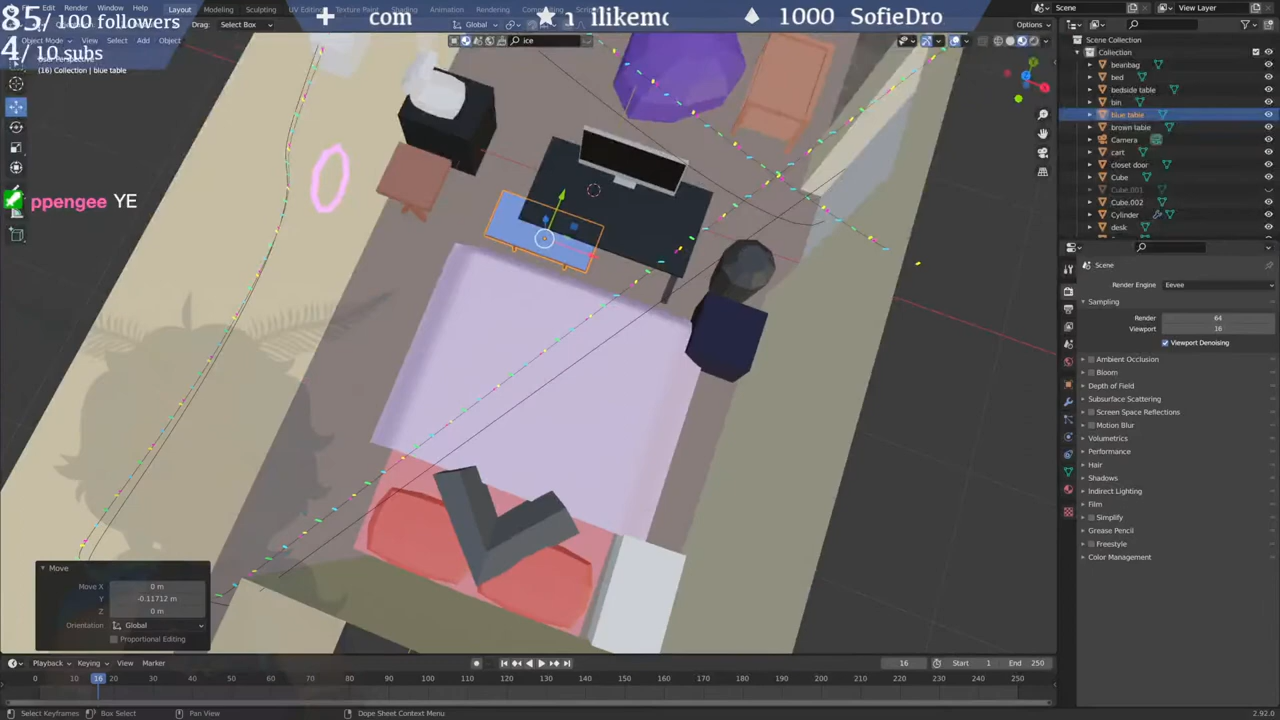 85/100 followers
4/10 subs
com
ilikemc
1000 SofieDro
ppengee YE
File Edit Render Window Help
Layout Modeling Sculpting UV Editing Texture Paint Shading Animation Rendering Compositing
Scene
View Layer
Drag: Select Box
Global
ice
Options
Object Mode View Select Add Object
(16) Collection | blue table
Scene Collection
Collection
beanbag
bed
bedside table
bin
blue table
brown table
Camera
cart
closet door
Cube
Cube.001
Cube.002
Cylinder
desk
Scene
Render Engine Eevee
Sampling
Render 64
Viewport 16
Viewport Denoising
Ambient Occlusion
Bloom
Depth of Field
Subsurface Scattering
Screen Space Reflections
Motion Blur
Volumetrics
Performance
Hair
Shadows
Indirect Lighting
Film
Simplify
Grease Pencil
Freestyle
Color Management
Move
Move X 0 m
Y -0.11712 m
Z 0 m
Orientation Global
Proportional Editing
Playback Keying View Marker
16 Start 1 End 250
0 10 16 20 30 40 50 60 70 80 90 100 110 120 130 140 150 160 170 180 190 200 210 220 230 240 250
Select Keyframes Box Select Pan View Dope Sheet Context Menu 2.92.0